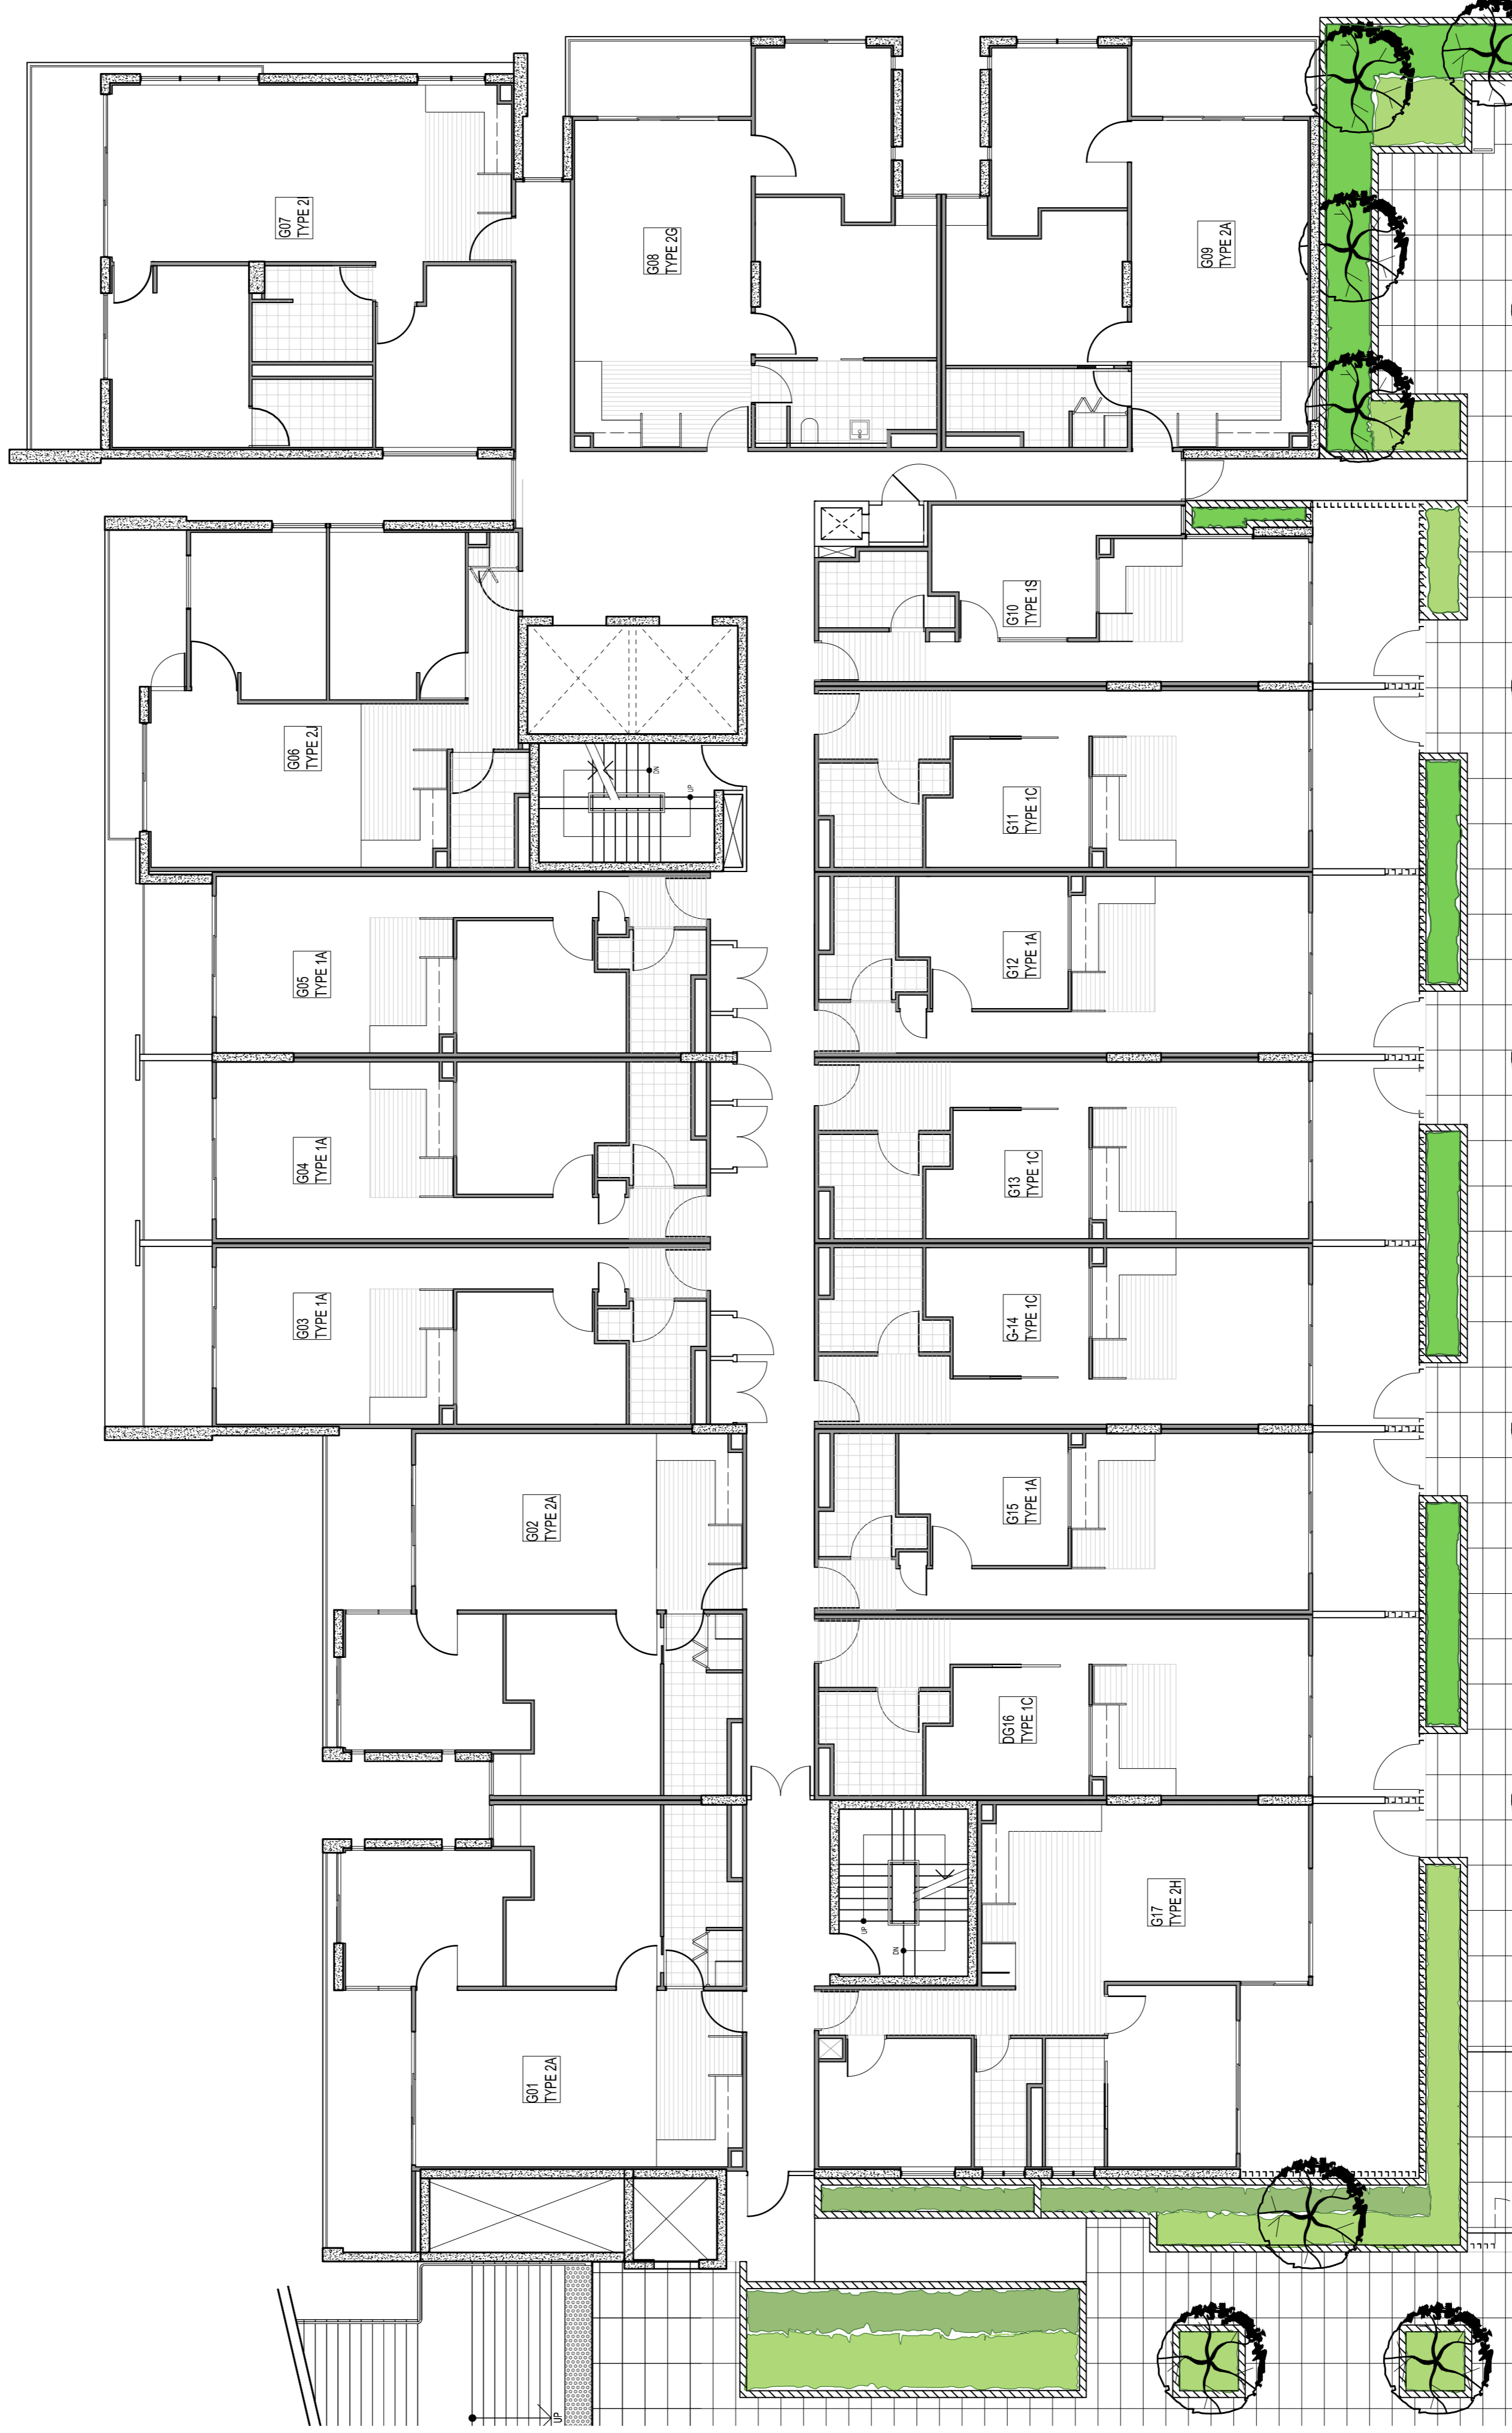 G07
TYPE 2I
G08
TYPE 2G
G09
TYPE 2A
G10
TYPE 1S
G06
TYPE 2J
DN
UP
G11
TYPE 1C
G05
TYPE 1A
G12
TYPE 1A
G04
TYPE 1A
G13
TYPE 1C
G03
TYPE 1A
G-14
TYPE 1C
G02
TYPE 2A
G15
TYPE 1A
DG16
TYPE 1C
G17
TYPE 2H
UP
DN
G01
TYPE 2A
UP